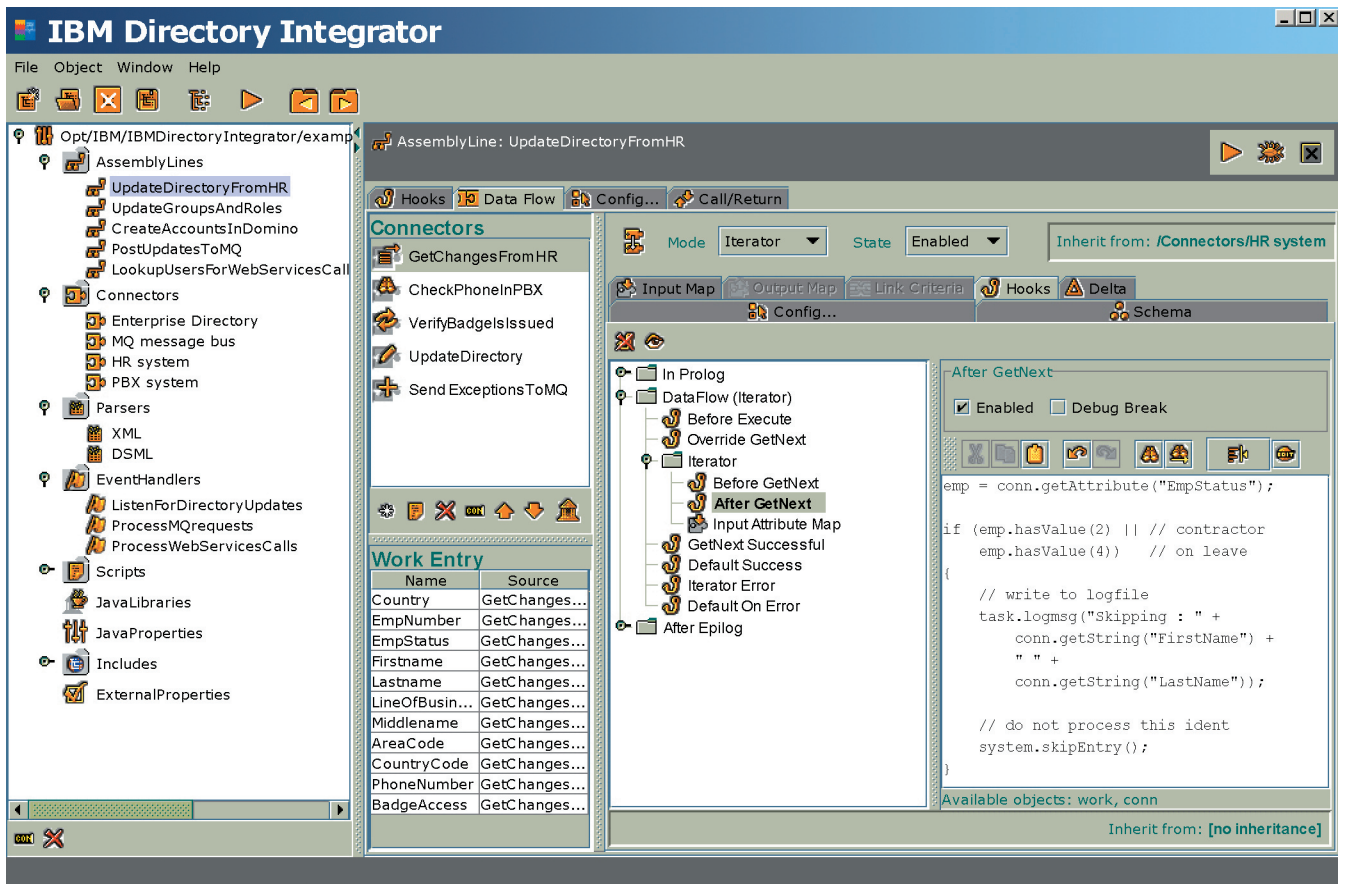 IBM Directory Integrator
File Object Window Help
Opt/IBM/IBMDirectoryIntegrator/examp
AssemblyLines
UpdateDirectoryFromHR
UpdateGroupsAndRoles
CreateAccountsInDomino
PostUpdatesToMQ
LookupUsersForWebServicesCall
Connectors
Enterprise Directory
MQ message bus
HR system
PBX system
Parsers
XML
DSML
EventHandlers
ListenForDirectoryUpdates
ProcessMQrequests
ProcessWebServicesCalls
Scripts
JavaLibraries
JavaProperties
Includes
ExternalProperties
AssemblyLine: UpdateDirectoryFromHR
Hooks Data Flow Config... Call/Return
Connectors
GetChangesFromHR
CheckPhoneInPBX
VerifyBadgeIsIssued
UpdateDirectory
Send ExceptionsToMQ
Work Entry
Name Source
Country GetChanges...
EmpNumber GetChanges...
EmpStatus GetChanges...
Firstname GetChanges...
Lastname GetChanges...
LineOfBusin... GetChanges...
Middlename GetChanges...
AreaCode GetChanges...
CountryCode GetChanges...
PhoneNumber GetChanges...
BadgeAccess GetChanges...
Mode Iterator State Enabled Inherit from: /Connectors/HR system
Input Map Output Map Link Criteria Hooks Delta
Config... Schema
In Prolog
DataFlow (Iterator)
Before Execute
Override GetNext
Iterator
Before GetNext
After GetNext
Input Attribute Map
GetNext Successful
Default Success
Iterator Error
Default On Error
After Epilog
After GetNext
Enabled Debug Break
emp = conn.getAttribute("EmpStatus");
if (emp.hasValue(2) || // contractor
emp.hasValue(4)) // on leave
{
// write to logfile
task.logmsg("Skipping : " +
conn.getString("FirstName") +
" " +
conn.getString("LastName"));
// do not process this ident
system.skipEntry();
}
Available objects: work, conn
Inherit from: [no inheritance]